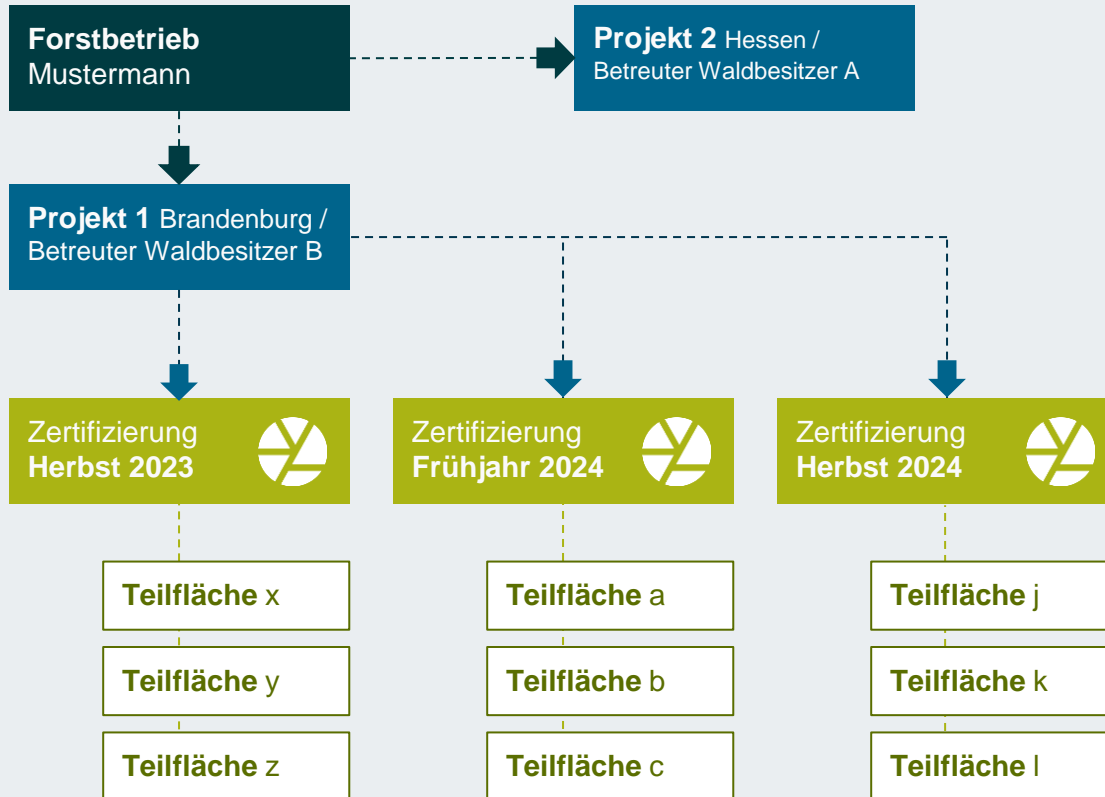 Forstbetrieb
Mustermann
Projekt 2 Hessen /
Betreuter Waldbesitzer A
Projekt 1 Brandenburg /
Betreuter Waldbesitzer B
Zertifizierung
Herbst 2023
Zertifizierung
Frühjahr 2024
Zertifizierung
Herbst 2024
Teilfläche x
Teilfläche a
Teilfläche j
Teilfläche y
Teilfläche b
Teilfläche k
Teilfläche z
Teilfläche c
Teilfläche l